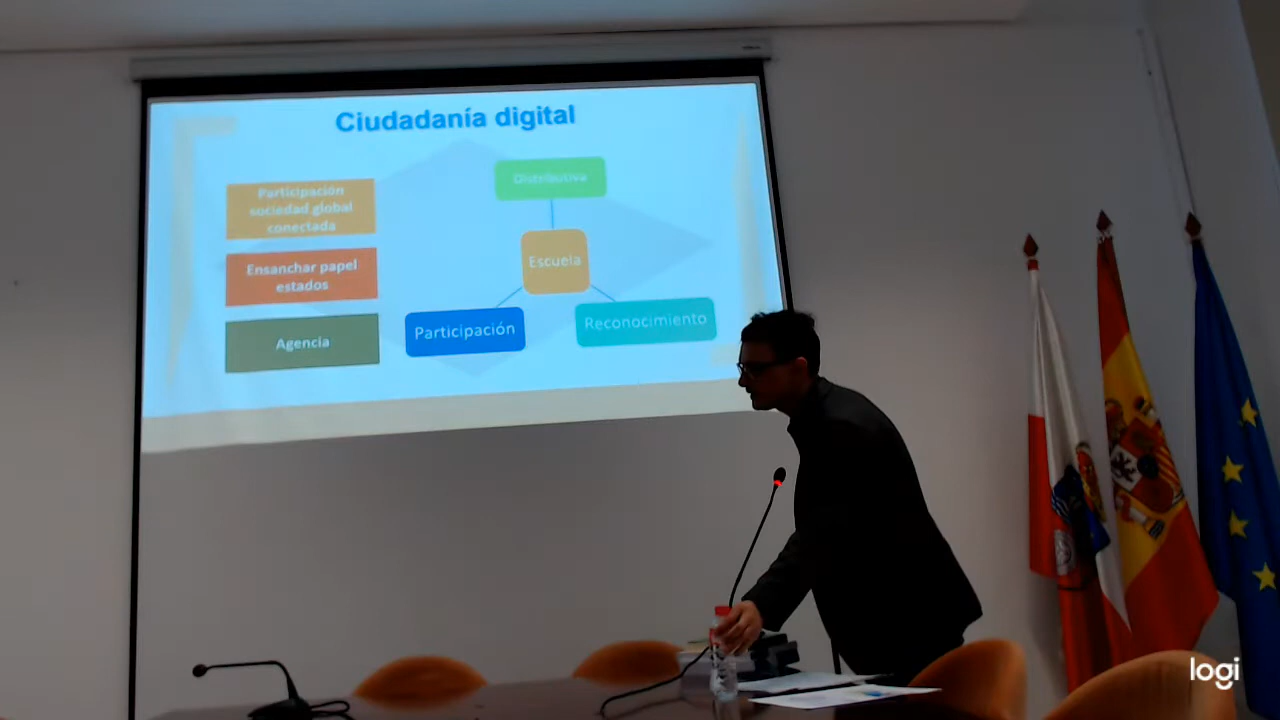 Ciudadanía digital
Participación
sociedad global
conectada
Ensanchar papel
estados
Agencia
Distributiva
Escuela
Participación
Reconocimiento
logi